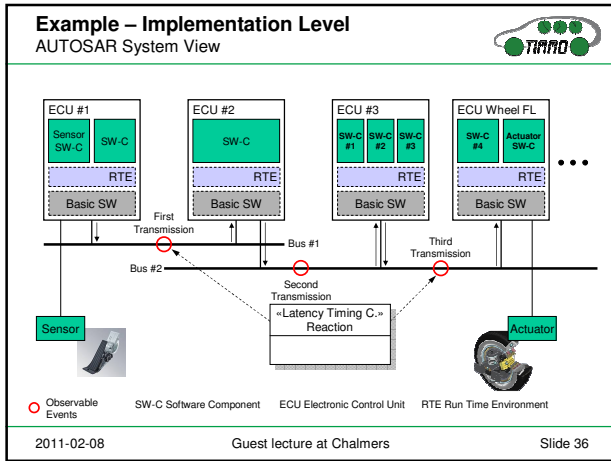 Example – Implementation Level
AUTOSAR System View
TIMMO
ECU #1
ECU #2
ECU #3
ECU Wheel FL
Sensor
SW-C
SW-C
SW-C
SW-C
#1
SW-C
#2
SW-C
#3
SW-C
#4
Actuator
SW-C
RTE
RTE
RTE
RTE
Basic SW
Basic SW
Basic SW
Basic SW
First
Transmission
Bus #1
Third
Transmission
Bus #2
Second
Transmission
«Latency Timing C.»
Reaction
Sensor
Actuator
Observable
Events
SW-C Software Component
ECU Electronic Control Unit
RTE Run Time Environment
2011-02-08
Guest lecture at Chalmers
Slide 36